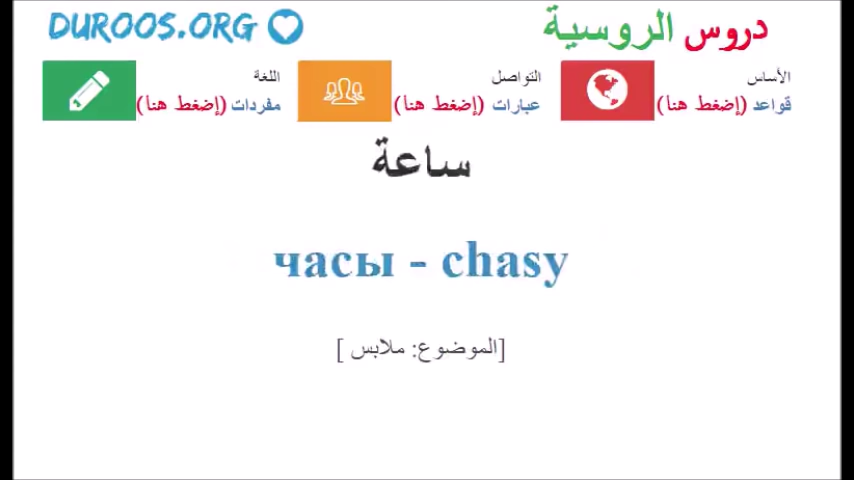 DUROOS.ORG
دروس الروسية
الأساس
قواعد (إضغط هنا)
التواصل
عبارات (إضغط هنا)
اللغة
مفردات (إضغط هنا)
ساعة
часы - chasy
[الموضوع: ملابس ]